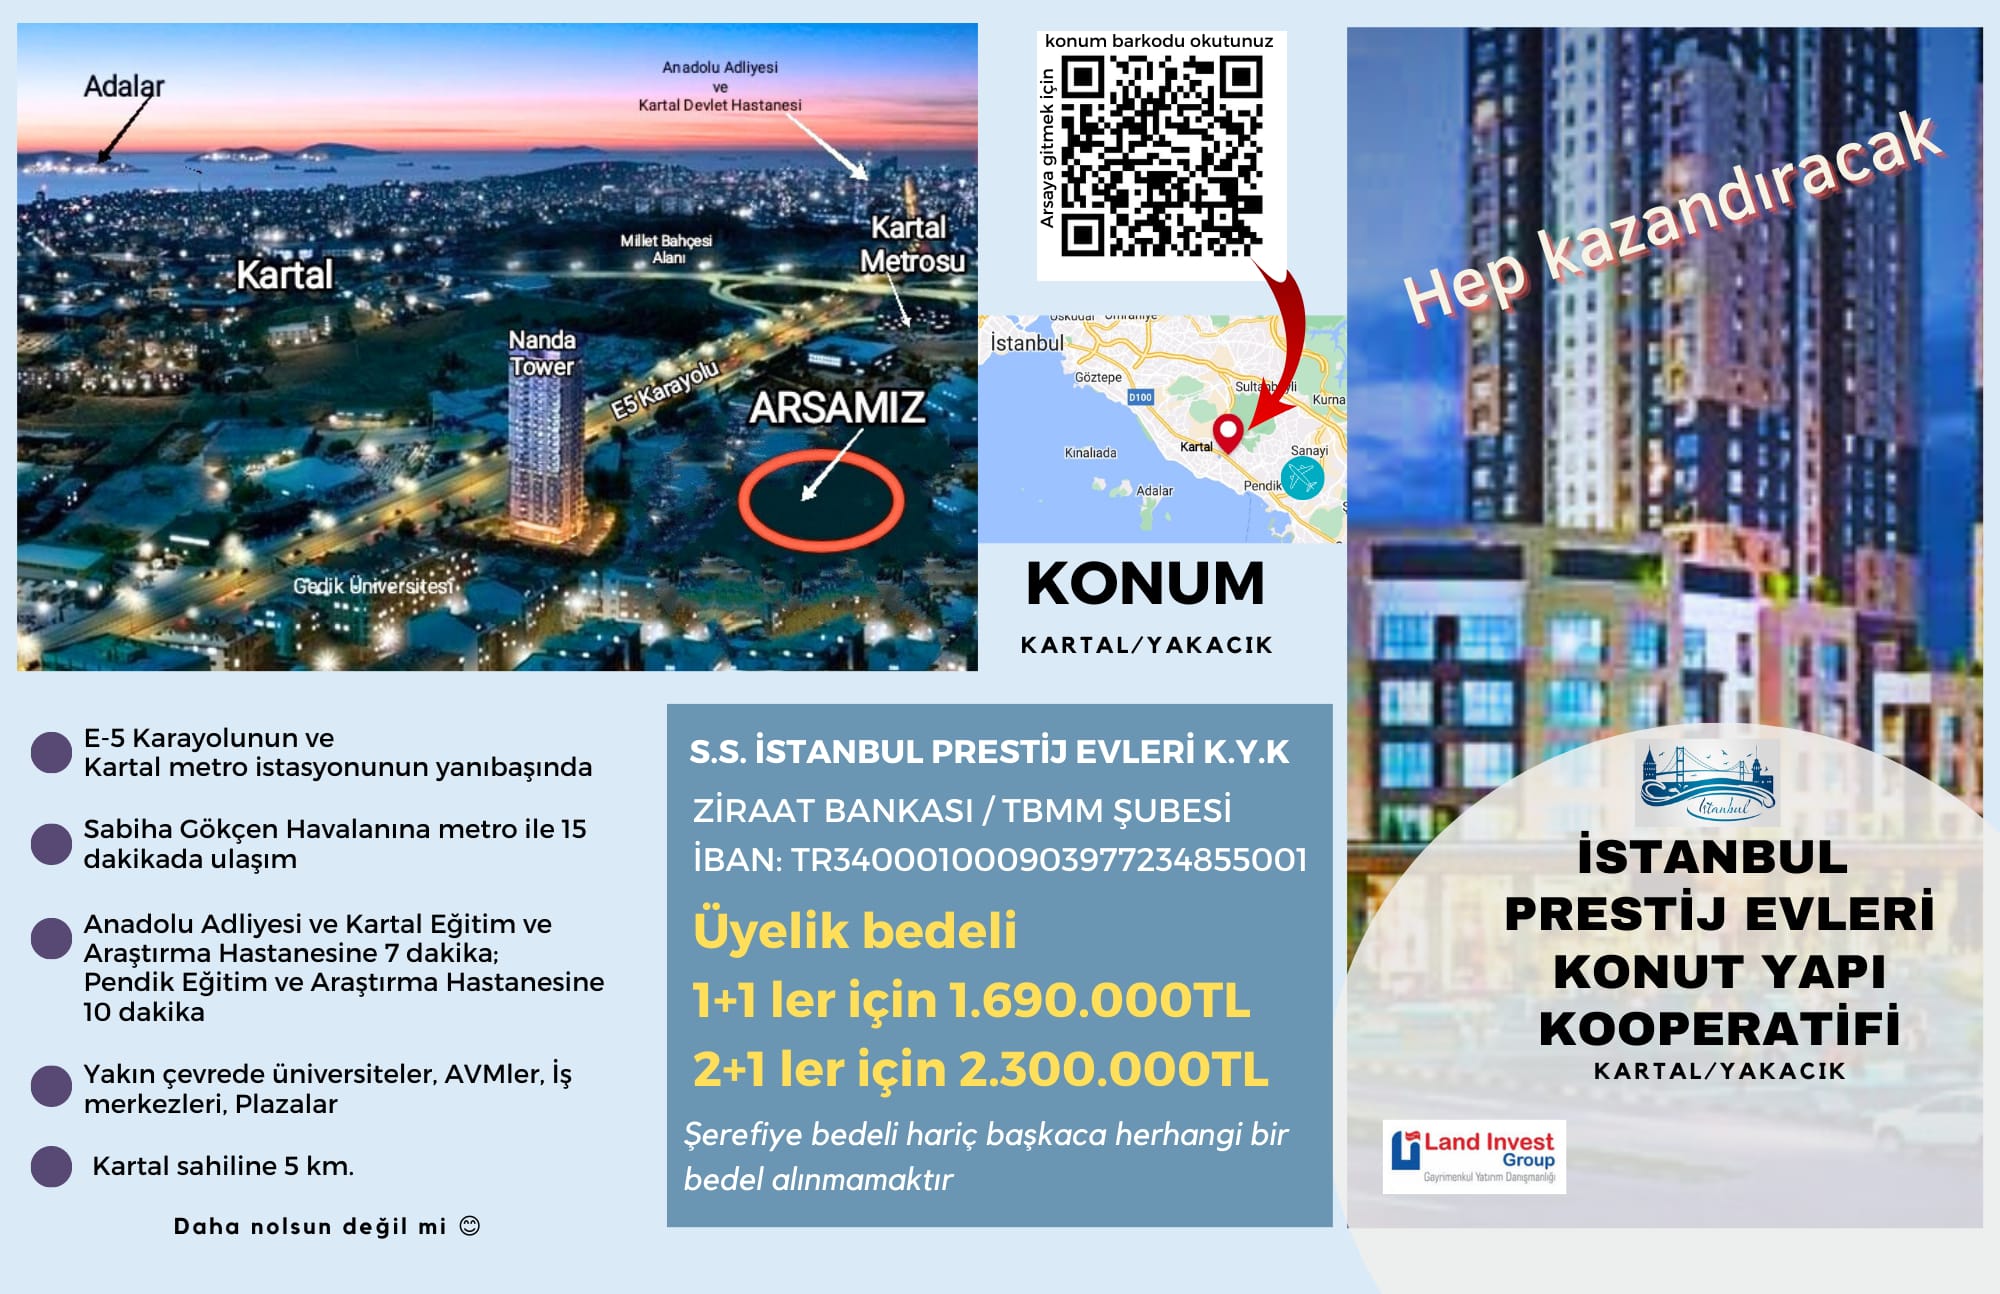 Adalar
Anadolu Adliyesi
ve
Kartal Devlet Hastanesi
Kartal
Millet Bahçesi
Alanı
Kartal
Metrosu
Nanda
Tower
E5 Karayolu
ARSAMIZ
Gedik Üniversitesi
konum barkodu okutunuz
Arsaya gitmek için
Üsküdar Ümraniye
İstanbul
Göztepe
D100
Sultanbeyli
Kurna
Kartal
Sanayi
Kınalıada
Pendik
Adalar
KONUM
KARTAL/YAKACIK
Hep kazandıracak
E-5 Karayolunun ve
Kartal metro istasyonunun yanıbaşında
Sabiha Gökçen Havalanına metro ile 15
dakikada ulaşım
Anadolu Adliyesi ve Kartal Eğitim ve
Araştırma Hastanesine 7 dakika;
Pendik Eğitim ve Araştırma Hastanesine
10 dakika
Yakın çevrede üniversiteler, AVMler, İş
merkezleri, Plazalar
Kartal sahiline 5 km.
Daha nolsun değil mi 😊
S.S. İSTANBUL PRESTİJ EVLERİ K.Y.K
ZİRAAT BANKASI / TBMM ŞUBESİ
İBAN: TR340001000903977234855001
Üyelik bedeli
1+1 ler için 1.690.000TL
2+1 ler için 2.300.000TL
Şerefiye bedeli hariç başkaca herhangi bir
bedel alınmamaktır
İstanbul
İSTANBUL
PRESTİJ EVLERİ
KONUT YAPI
KOOPERATİFİ
KARTAL/YAKACIK
Land Invest
Group
Gayrimenkul Yatırım Danışmanlığı